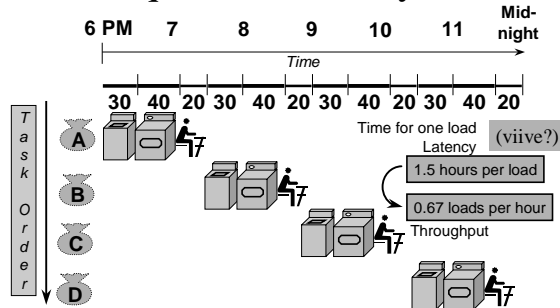 6 PM 7 8 9 10 11 Mid-
night
Time
30 40 20 30 40 20 30 40 20 30 40 20
Task Order
A
B
C
D
Time for one load
Latency
(viive?)
1.5 hours per load
0.67 loads per hour
Throughput